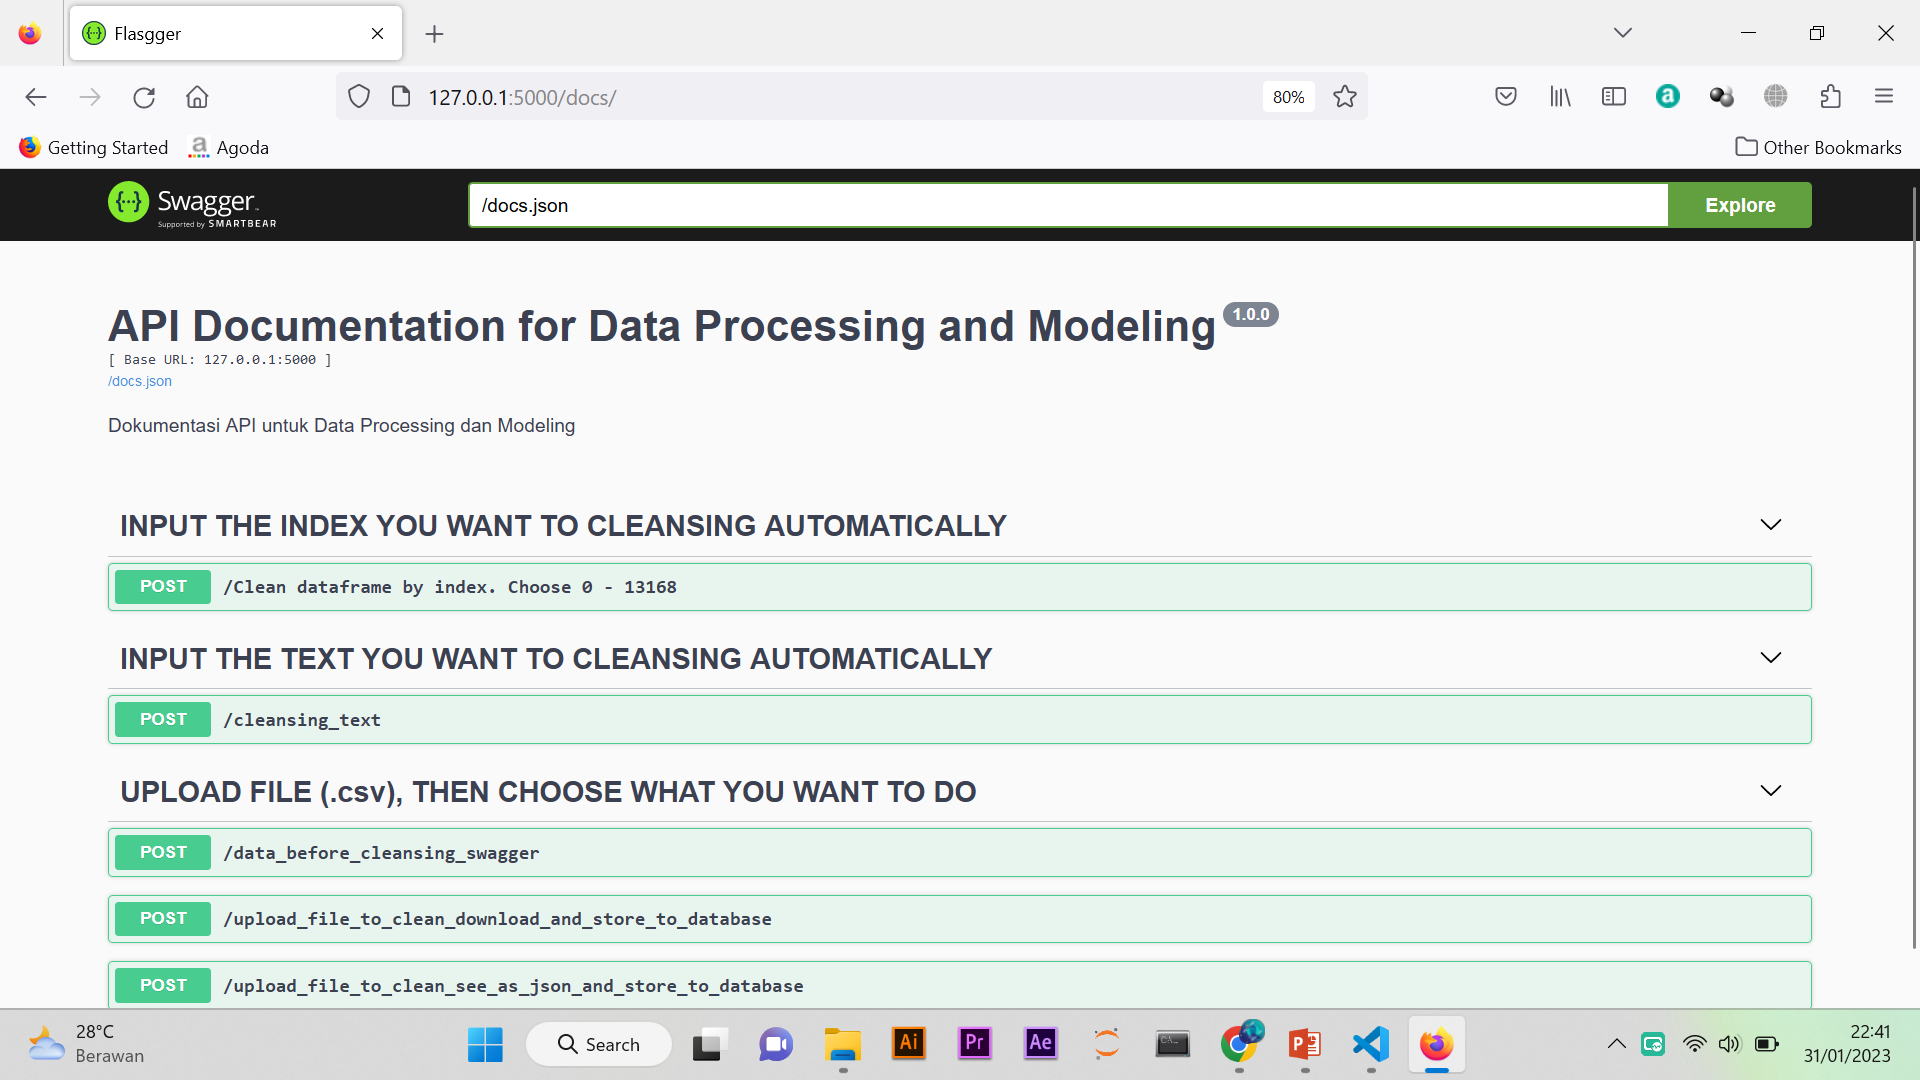 Flasgger
127.0.0.1:5000/docs/
80%
Getting Started
Agoda
Other Bookmarks
Swagger
Supported by SMARTBEAR
/docs.json
Explore
API Documentation for Data Processing and Modeling 1.0.0
[ Base URL: 127.0.0.1:5000 ]
/docs.json
Dokumentasi API untuk Data Processing dan Modeling
INPUT THE INDEX YOU WANT TO CLEANSING AUTOMATICALLY
POST /Clean dataframe by index. Choose 0 - 13168
INPUT THE TEXT YOU WANT TO CLEANSING AUTOMATICALLY
POST /cleansing_text
UPLOAD FILE (.csv), THEN CHOOSE WHAT YOU WANT TO DO
POST /data_before_cleansing_swagger
POST /upload_file_to_clean_download_and_store_to_database
POST /upload_file_to_clean_see_as_json_and_store_to_database
28°C
Berawan
Search
Ai
Pr
Ae
22:41
31/01/2023